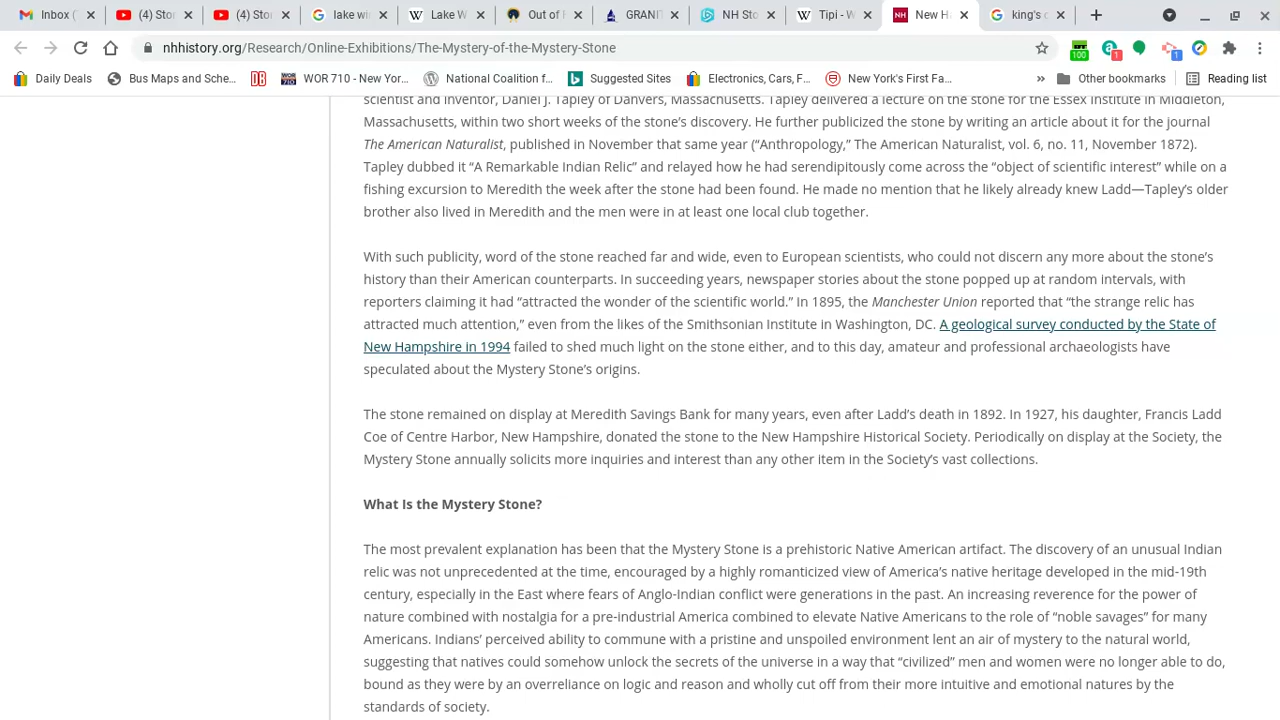 Inbox (
(4) Stor
(4) Stor
lake wi
Lake W
Out of H
GRANIT
NH Sto
Tipi - W
New H
king's c
nhhistory.org/Research/Online-Exhibitions/The-Mystery-of-the-Mystery-Stone
100
1
1
Daily Deals
Bus Maps and Sche...
WOR 710 - New Yor...
National Coalition f...
Suggested Sites
Electronics, Cars, F...
New York's First Fa...
»
Other bookmarks
Reading list
scientist and inventor, Daniel J. Tapley of Danvers, Massachusetts. Tapley delivered a lecture on the stone for the Essex Institute in Middleton,
Massachusetts, within two short weeks of the stone's discovery. He further publicized the stone by writing an article about it for the journal
The American Naturalist, published in November that same year (“Anthropology,” The American Naturalist, vol. 6, no. 11, November 1872).
Tapley dubbed it “A Remarkable Indian Relic” and relayed how he had serendipitously come across the “object of scientific interest” while on a
fishing excursion to Meredith the week after the stone had been found. He made no mention that he likely already knew Ladd—Tapley's older
brother also lived in Meredith and the men were in at least one local club together.
With such publicity, word of the stone reached far and wide, even to European scientists, who could not discern any more about the stone's
history than their American counterparts. In succeeding years, newspaper stories about the stone popped up at random intervals, with
reporters claiming it had “attracted the wonder of the scientific world.” In 1895, the Manchester Union reported that “the strange relic has
attracted much attention,” even from the likes of the Smithsonian Institute in Washington, DC. A geological survey conducted by the State of
New Hampshire in 1994 failed to shed much light on the stone either, and to this day, amateur and professional archaeologists have
speculated about the Mystery Stone's origins.
The stone remained on display at Meredith Savings Bank for many years, even after Ladd's death in 1892. In 1927, his daughter, Francis Ladd
Coe of Centre Harbor, New Hampshire, donated the stone to the New Hampshire Historical Society. Periodically on display at the Society, the
Mystery Stone annually solicits more inquiries and interest than any other item in the Society's vast collections.
What Is the Mystery Stone?
The most prevalent explanation has been that the Mystery Stone is a prehistoric Native American artifact. The discovery of an unusual Indian
relic was not unprecedented at the time, encouraged by a highly romanticized view of America's native heritage developed in the mid-19th
century, especially in the East where fears of Anglo-Indian conflict were generations in the past. An increasing reverence for the power of
nature combined with nostalgia for a pre-industrial America combined to elevate Native Americans to the role of “noble savages” for many
Americans. Indians' perceived ability to commune with a pristine and unspoiled environment lent an air of mystery to the natural world,
suggesting that natives could somehow unlock the secrets of the universe in a way that “civilized” men and women were no longer able to do,
bound as they were by an overreliance on logic and reason and wholly cut off from their more intuitive and emotional natures by the
standards of society.